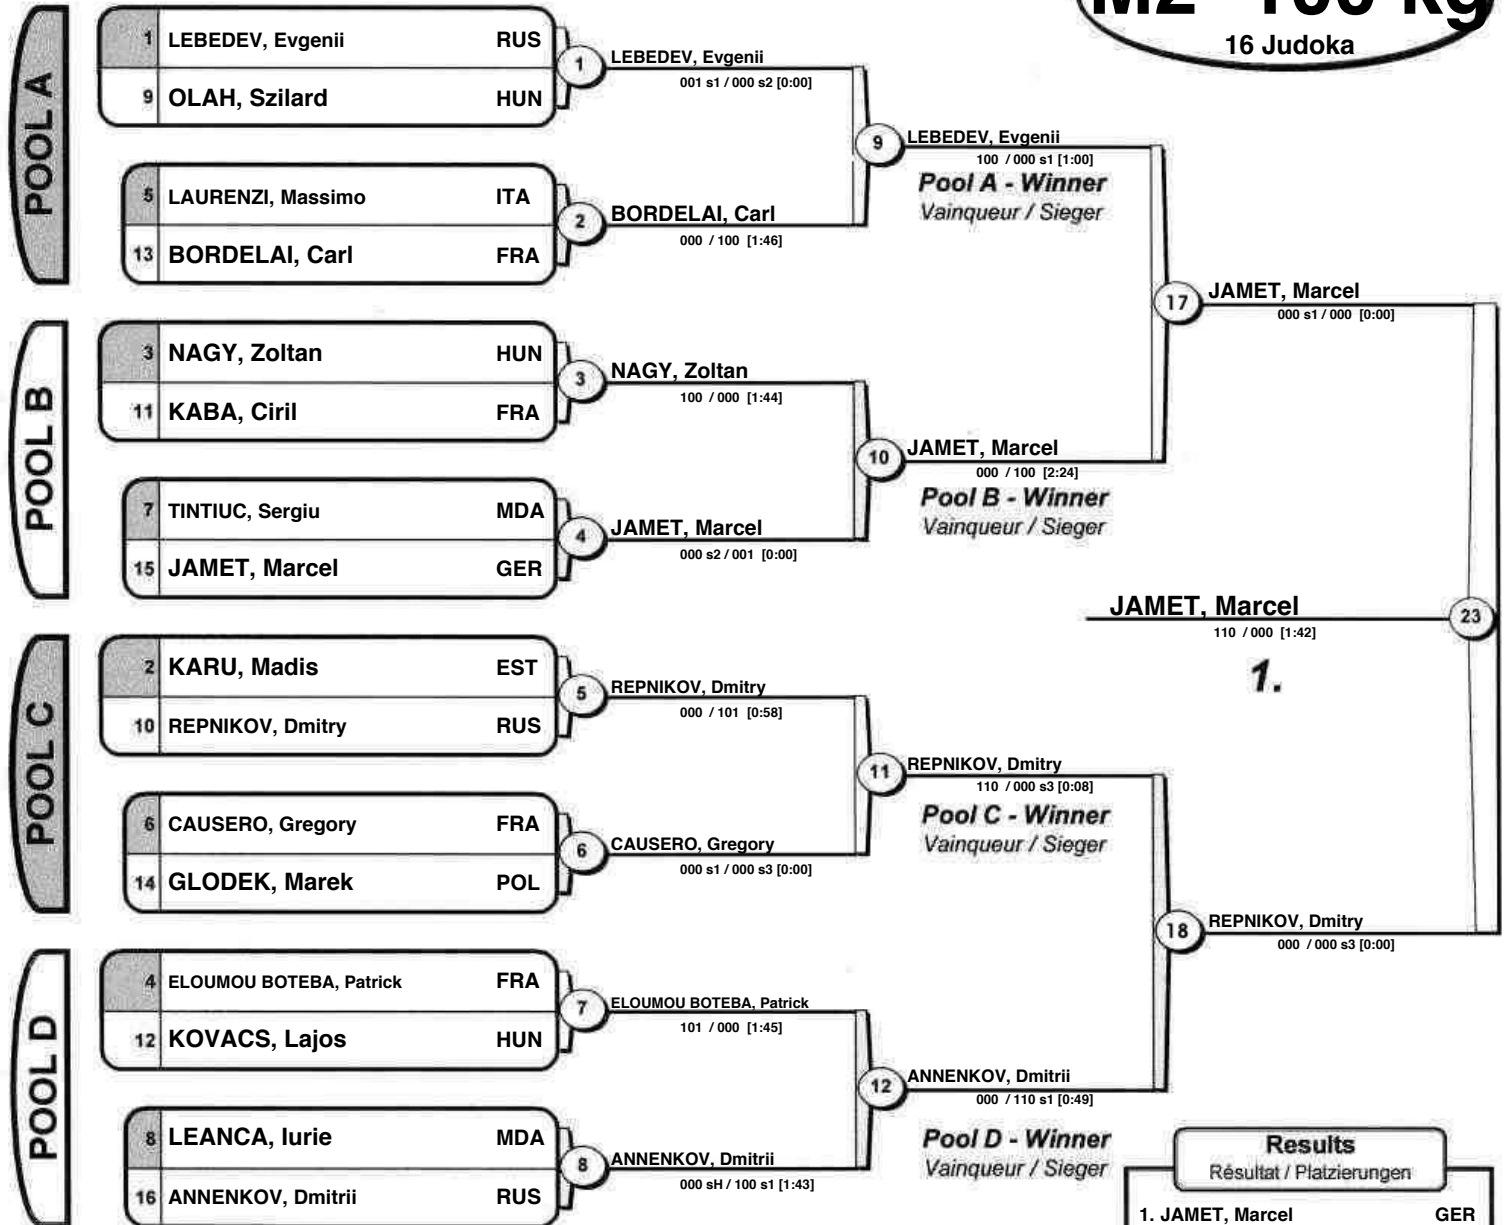 M2 -100 kg
16 Judoka
POOL A
1 LEBEDEV, Evgenii RUS
9 OLAH, Szilard HUN
1
LEBEDEV, Evgenii
001 s1 / 000 s2 [0:00]
5 LAURENZI, Massimo ITA
13 BORDELAI, Carl FRA
2
BORDELAI, Carl
000 / 100 [1:46]
9
LEBEDEV, Evgenii
100 / 000 s1 [1:00]
Pool A - Winner
Vainqueur / Sieger
POOL B
3 NAGY, Zoltan HUN
11 KABA, Ciril FRA
3
NAGY, Zoltan
100 / 000 [1:44]
7 TINTIUC, Sergiu MDA
15 JAMET, Marcel GER
4
JAMET, Marcel
000 s2 / 001 [0:00]
10
JAMET, Marcel
000 / 100 [2:24]
Pool B - Winner
Vainqueur / Sieger
17
JAMET, Marcel
000 s1 / 000 [0:00]
JAMET, Marcel
23
110 / 000 [1:42]
1.
POOL C
2 KARU, Madis EST
10 REPNIKOV, Dmitry RUS
5
REPNIKOV, Dmitry
000 / 101 [0:58]
6 CAUSERO, Gregory FRA
14 GLODEK, Marek POL
6
CAUSERO, Gregory
000 s1 / 000 s3 [0:00]
11
REPNIKOV, Dmitry
110 / 000 s3 [0:08]
Pool C - Winner
Vainqueur / Sieger
18
REPNIKOV, Dmitry
000 / 000 s3 [0:00]
POOL D
4 ELOUMOU BOTEBA, Patrick FRA
12 KOVACS, Lajos HUN
7
ELOUMOU BOTEBA, Patrick
101 / 000 [1:45]
8 LEANCA, Iurie MDA
16 ANNENKOV, Dmitrii RUS
8
ANNENKOV, Dmitrii
000 sH / 100 s1 [1:43]
12
ANNENKOV, Dmitrii
000 / 110 s1 [0:49]
Pool D - Winner
Vainqueur / Sieger
Results
Résultat / Platzierungen
1. JAMET, Marcel GER